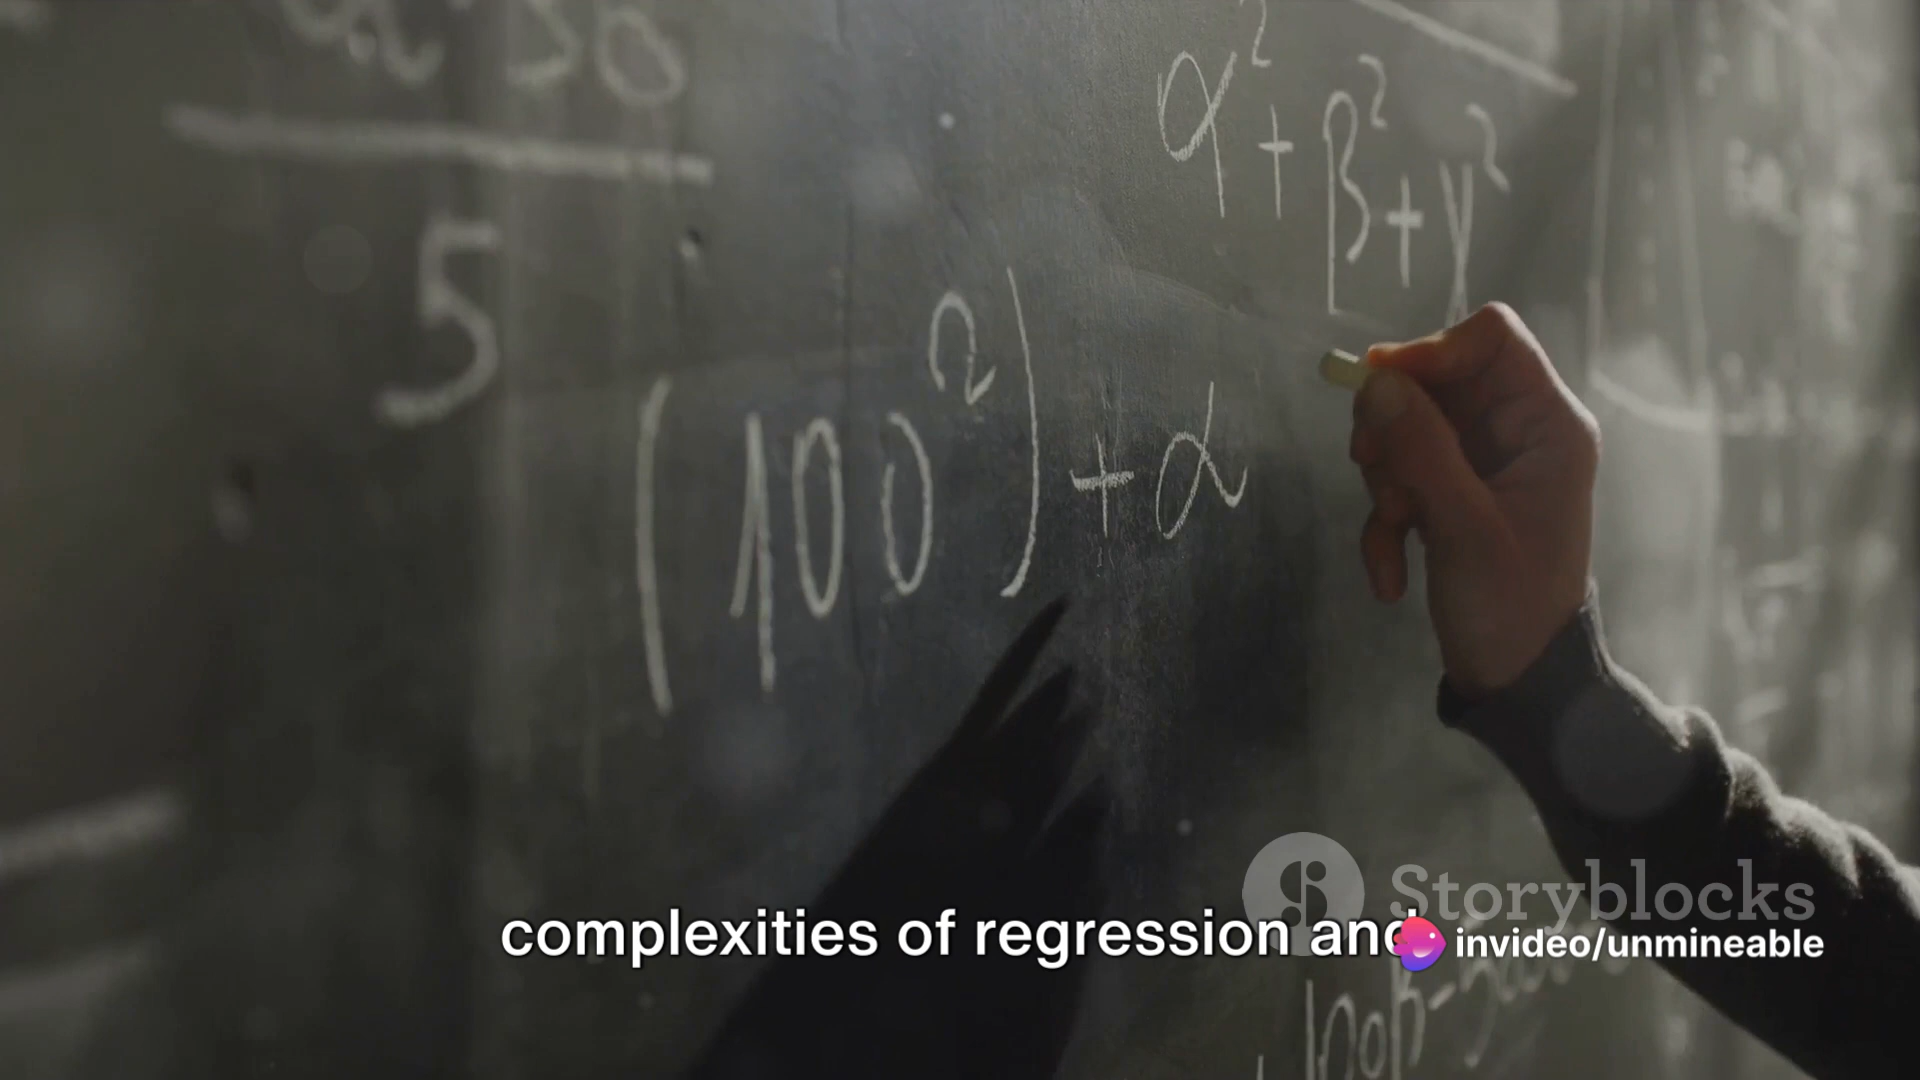 α² + β² + γ²
5
(100²) + α
Storyblocks
complexities of regression and
invideo/unmineable